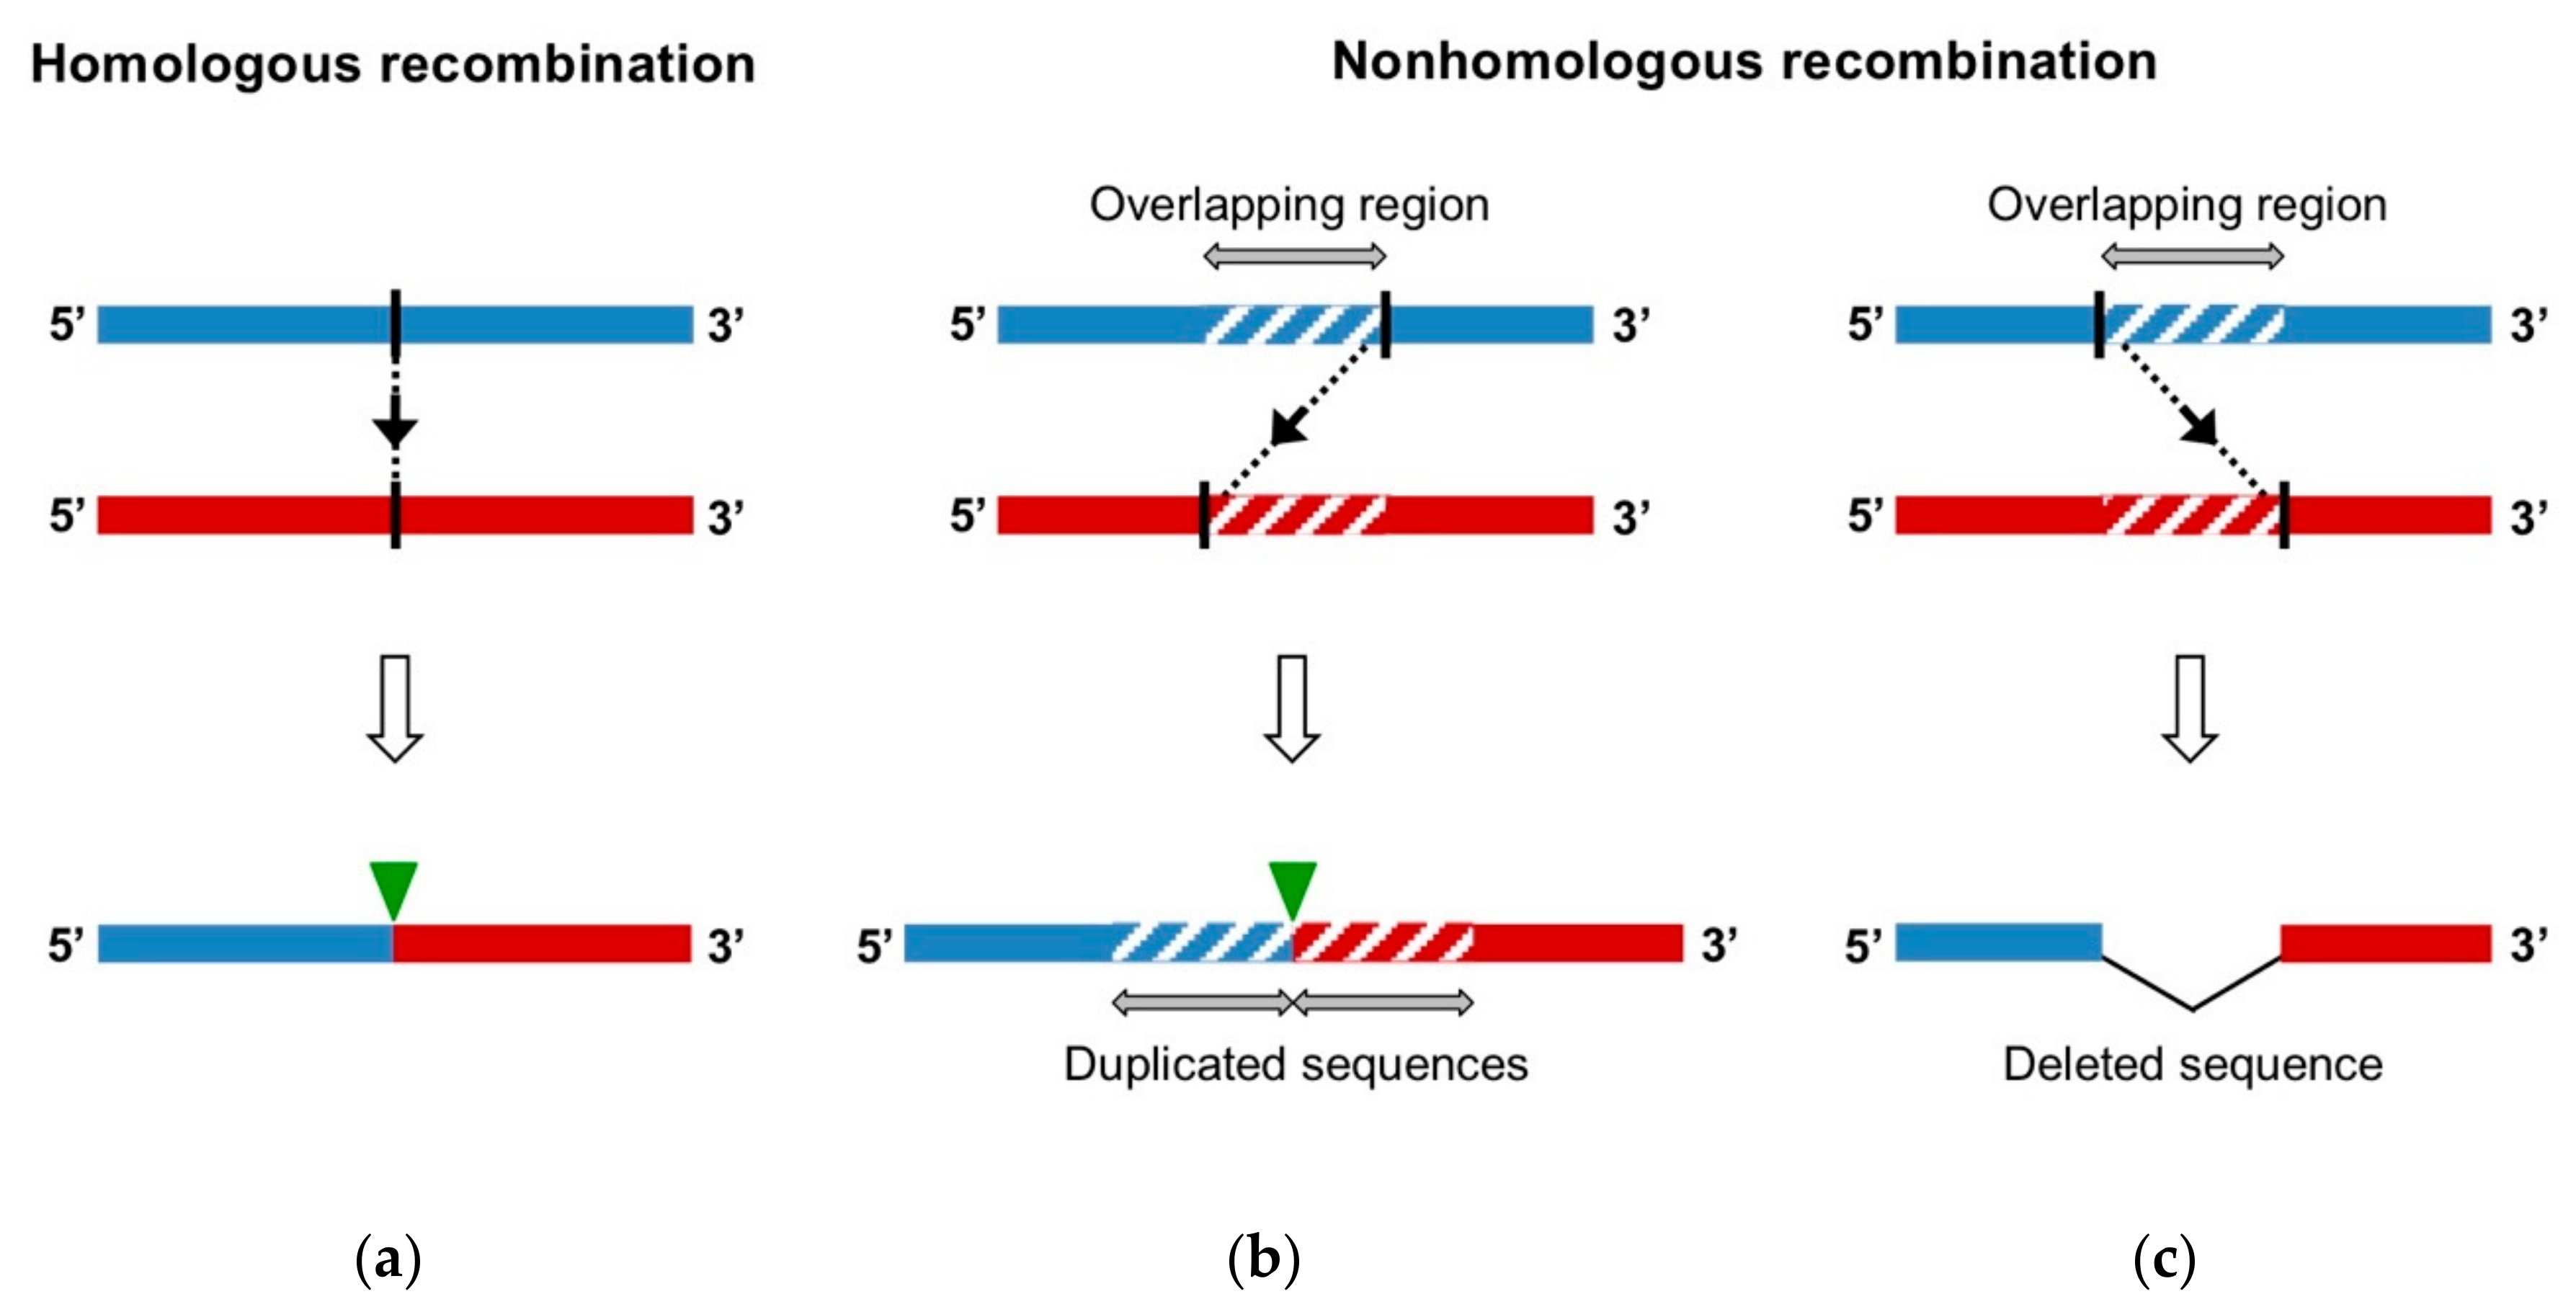 Homologous recombination
Nonhomologous recombination
Overlapping region
Overlapping region
5’ 3’ 5’ 3’ 5’ 3’
5’ 3’ 5’ 3’ 5’ 3’
5’ 3’ 5’ 3’ 5’ 3’
Duplicated sequences
Deleted sequence
(a) (b) (c)